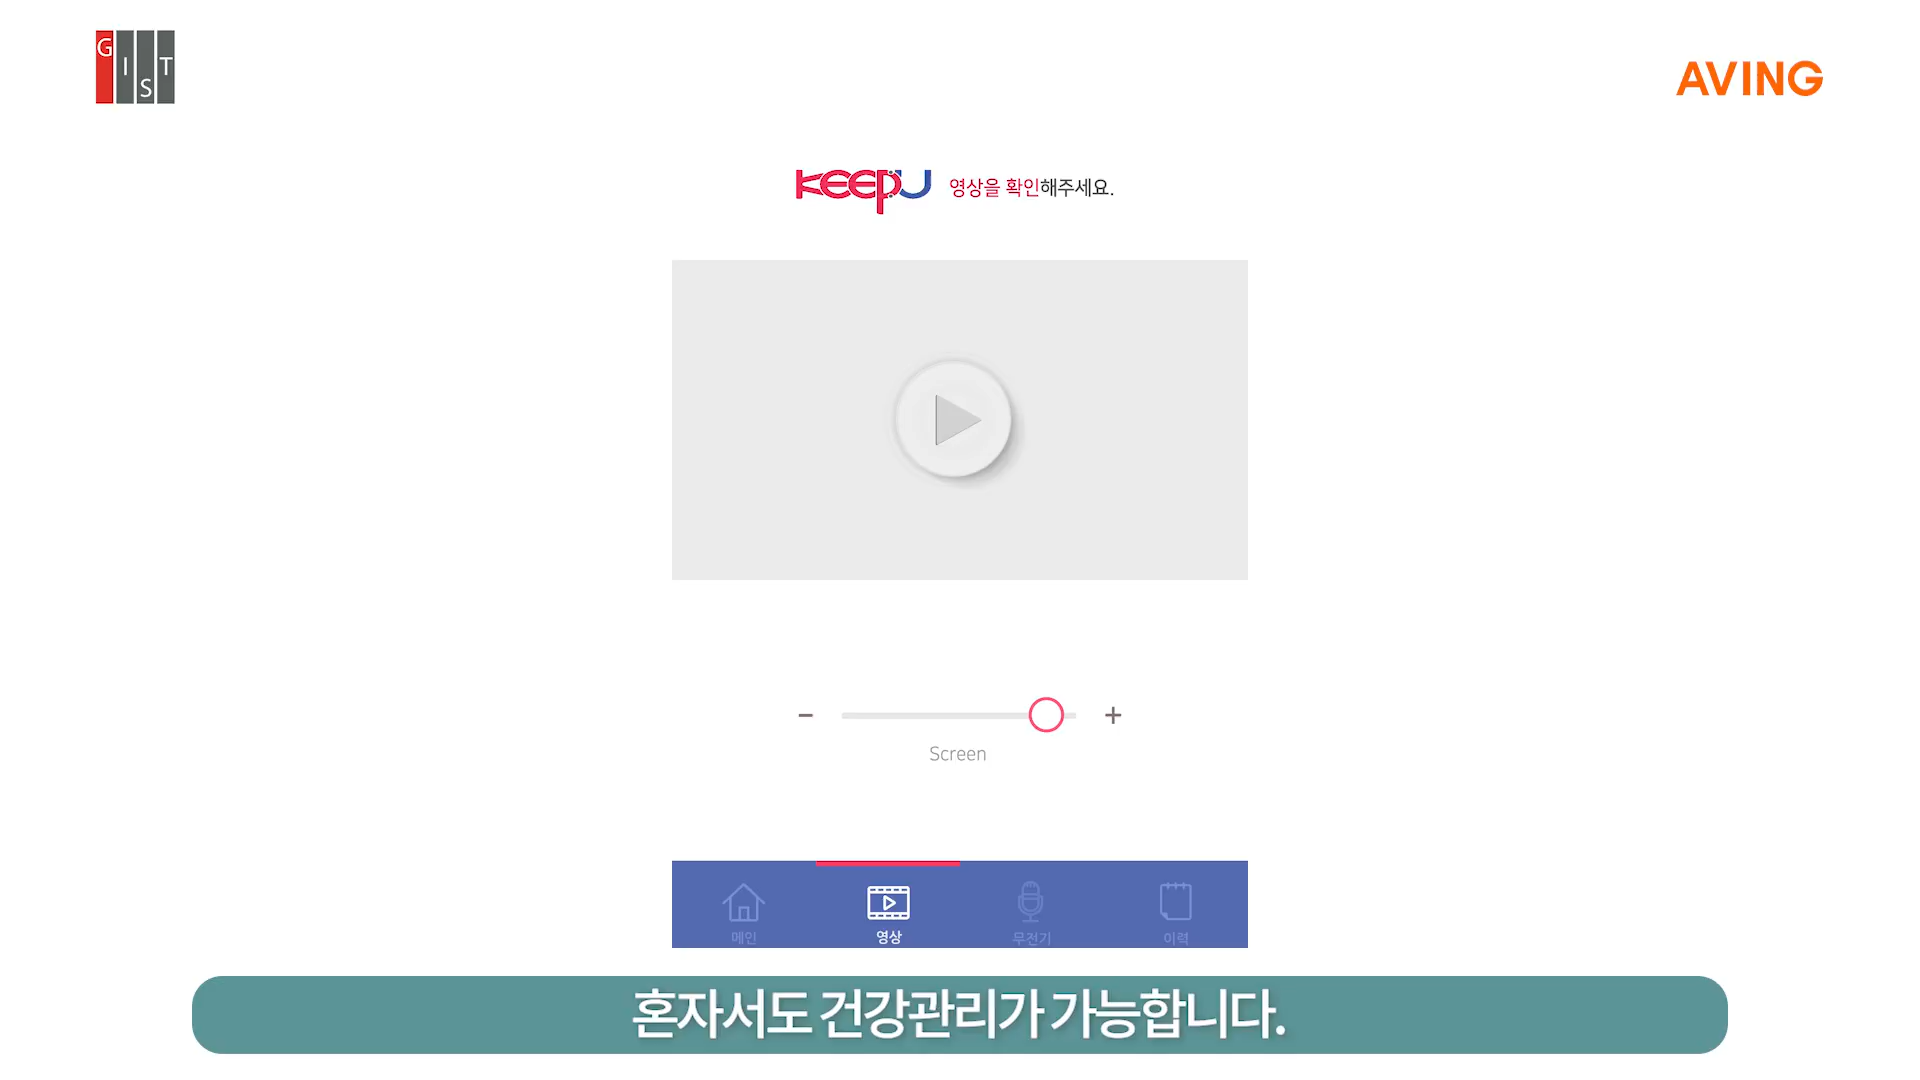 GIST
AVING
KeepU 영상을 확인해주세요.
Screen
메인
영상
무전기
이력
혼자서도 건강관리가 가능합니다.